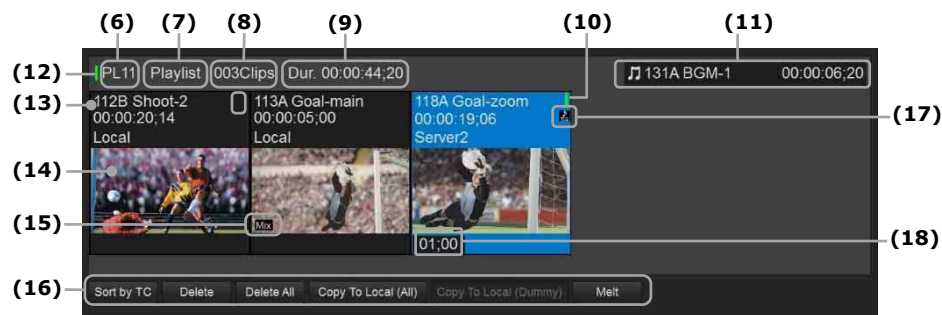 (6) (7) (8) (9) (10) (11)
(12) PL11 Playlist 003Clips Dur. 00:00:44;20 131A BGM-1 00:00:06;20
(13) 112B Shoot-2 113A Goal-main 118A Goal-zoom
00:00:20;14 00:00:05;00 00:00:19;06 (17)
Local Local Server2
(14)
(15) Mix
01;00 (18)
(16) Sort by TC Delete Delete All Copy To Local (All) Copy To Local (Dummy) Melt